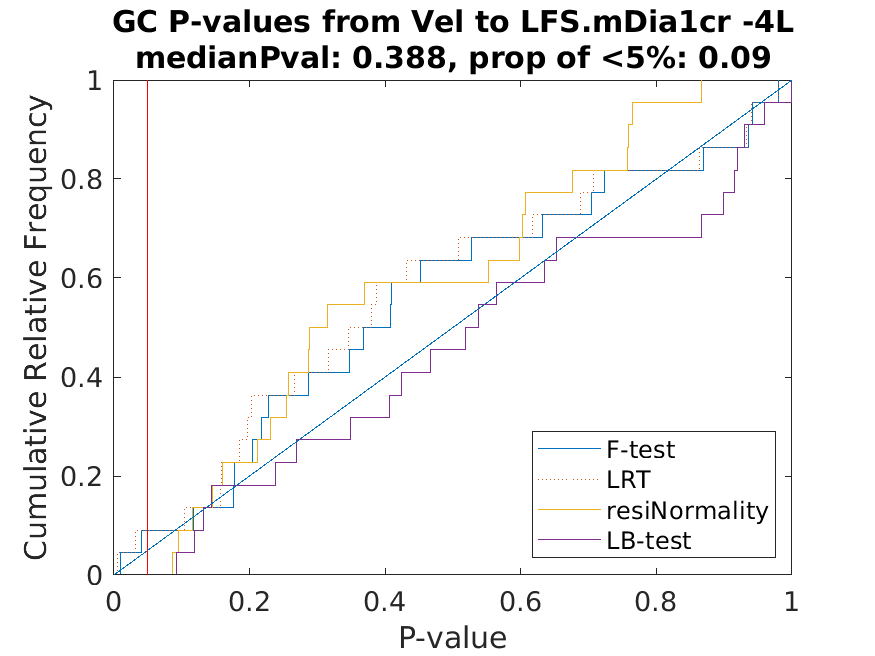 GC P-values from Vel to LFS.mDia1cr -4L
medianPval: 0.388, prop of <5%: 0.09
Cumulative Relative Frequency
1
0.8
0.6
0.4
0.2
0
F-test
LRT
resiNormality
LB-test
0 0.2 0.4 0.6 0.8 1
P-value